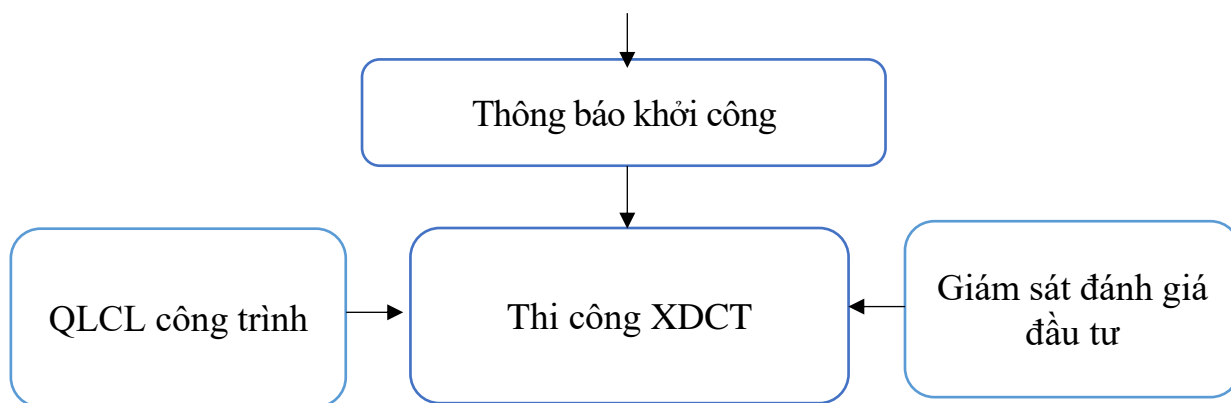 Thông báo khởi công
QLCL công trình
Thi công XDCT
Giám sát đánh giá
đầu tư